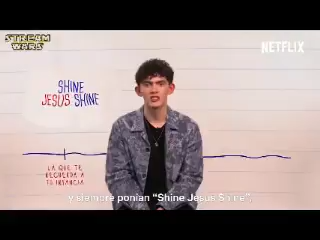 STREAM
WARS
NETFLIX
SHINE
JESUS SHINE
LA QUE TE
RECUERDA A
TU INFANCIA
y siempre ponían "Shine Jesus Shine",